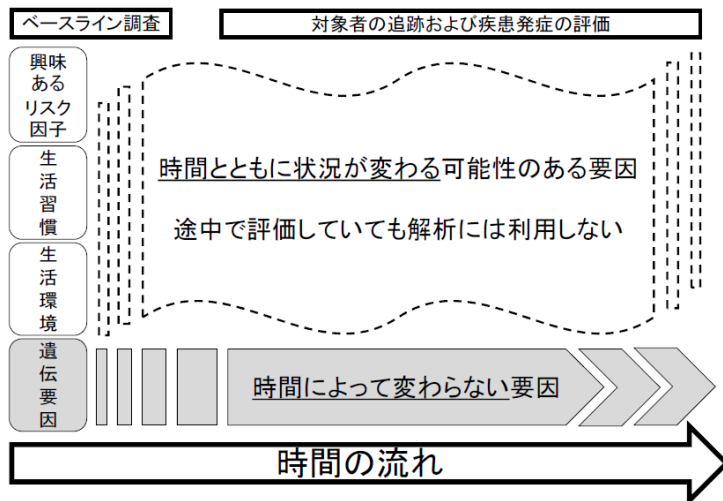 ベースライン調査
対象者の追跡および疾患発症の評価
興味
ある
リスク
因子
生
活
習
慣
生
活
環
境
遺
伝
要
因
時間とともに状況が変わる可能性のある要因
途中で評価していても解析には利用しない
時間によって変わらない要因
時間の流れ